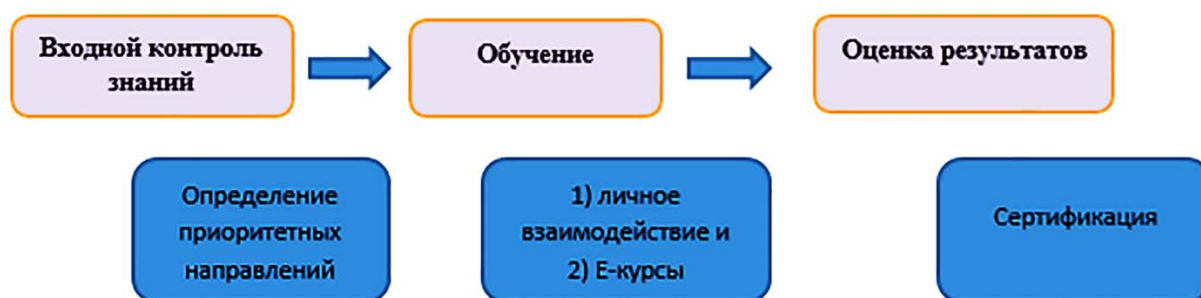 Входной контроль
знаний
Обучение
Оценка результатов
Определение
приоритетных
направлений
1) личное
взаимодействие и
2) Е-курсы
Сертификация